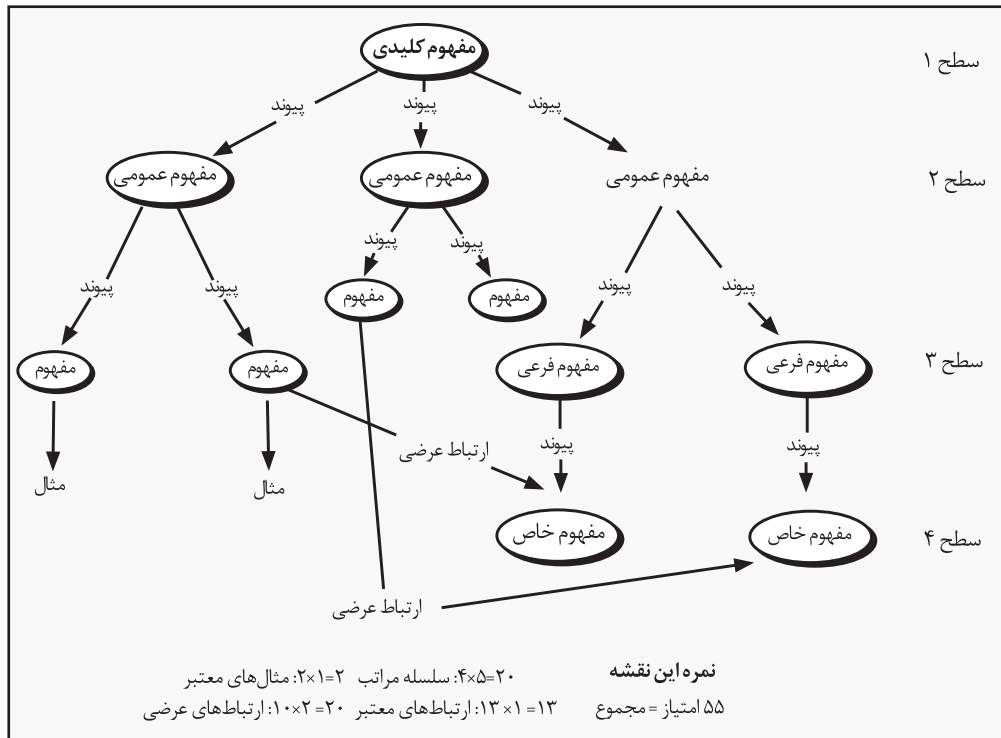 مفهوم کلیدی
سطح ۱
پیوند پیوند پیوند
سطح ۲
مفهوم عمومی مفهوم عمومی مفهوم عمومی
پیوند پیوند
پیوند پیوند پیوند پیوند
مفهوم مفهوم
سطح ۳
مفهوم فرعی مفهوم فرعی مفهوم مفهوم
پیوند پیوند ارتباط عرضی
مثال مثال
سطح ۴
مفهوم خاص مفهوم خاص
ارتباط عرضی
نمره این نقشه
۴×۵=۲۰: سلسله مراتب ۲×۱=۲: مثال‌های معتبر
۵۵ امتیاز = مجموع
۱۳×۱=۱۳: ارتباط‌های معتبر ۱۰×۲=۲۰: ارتباط‌های عرضی